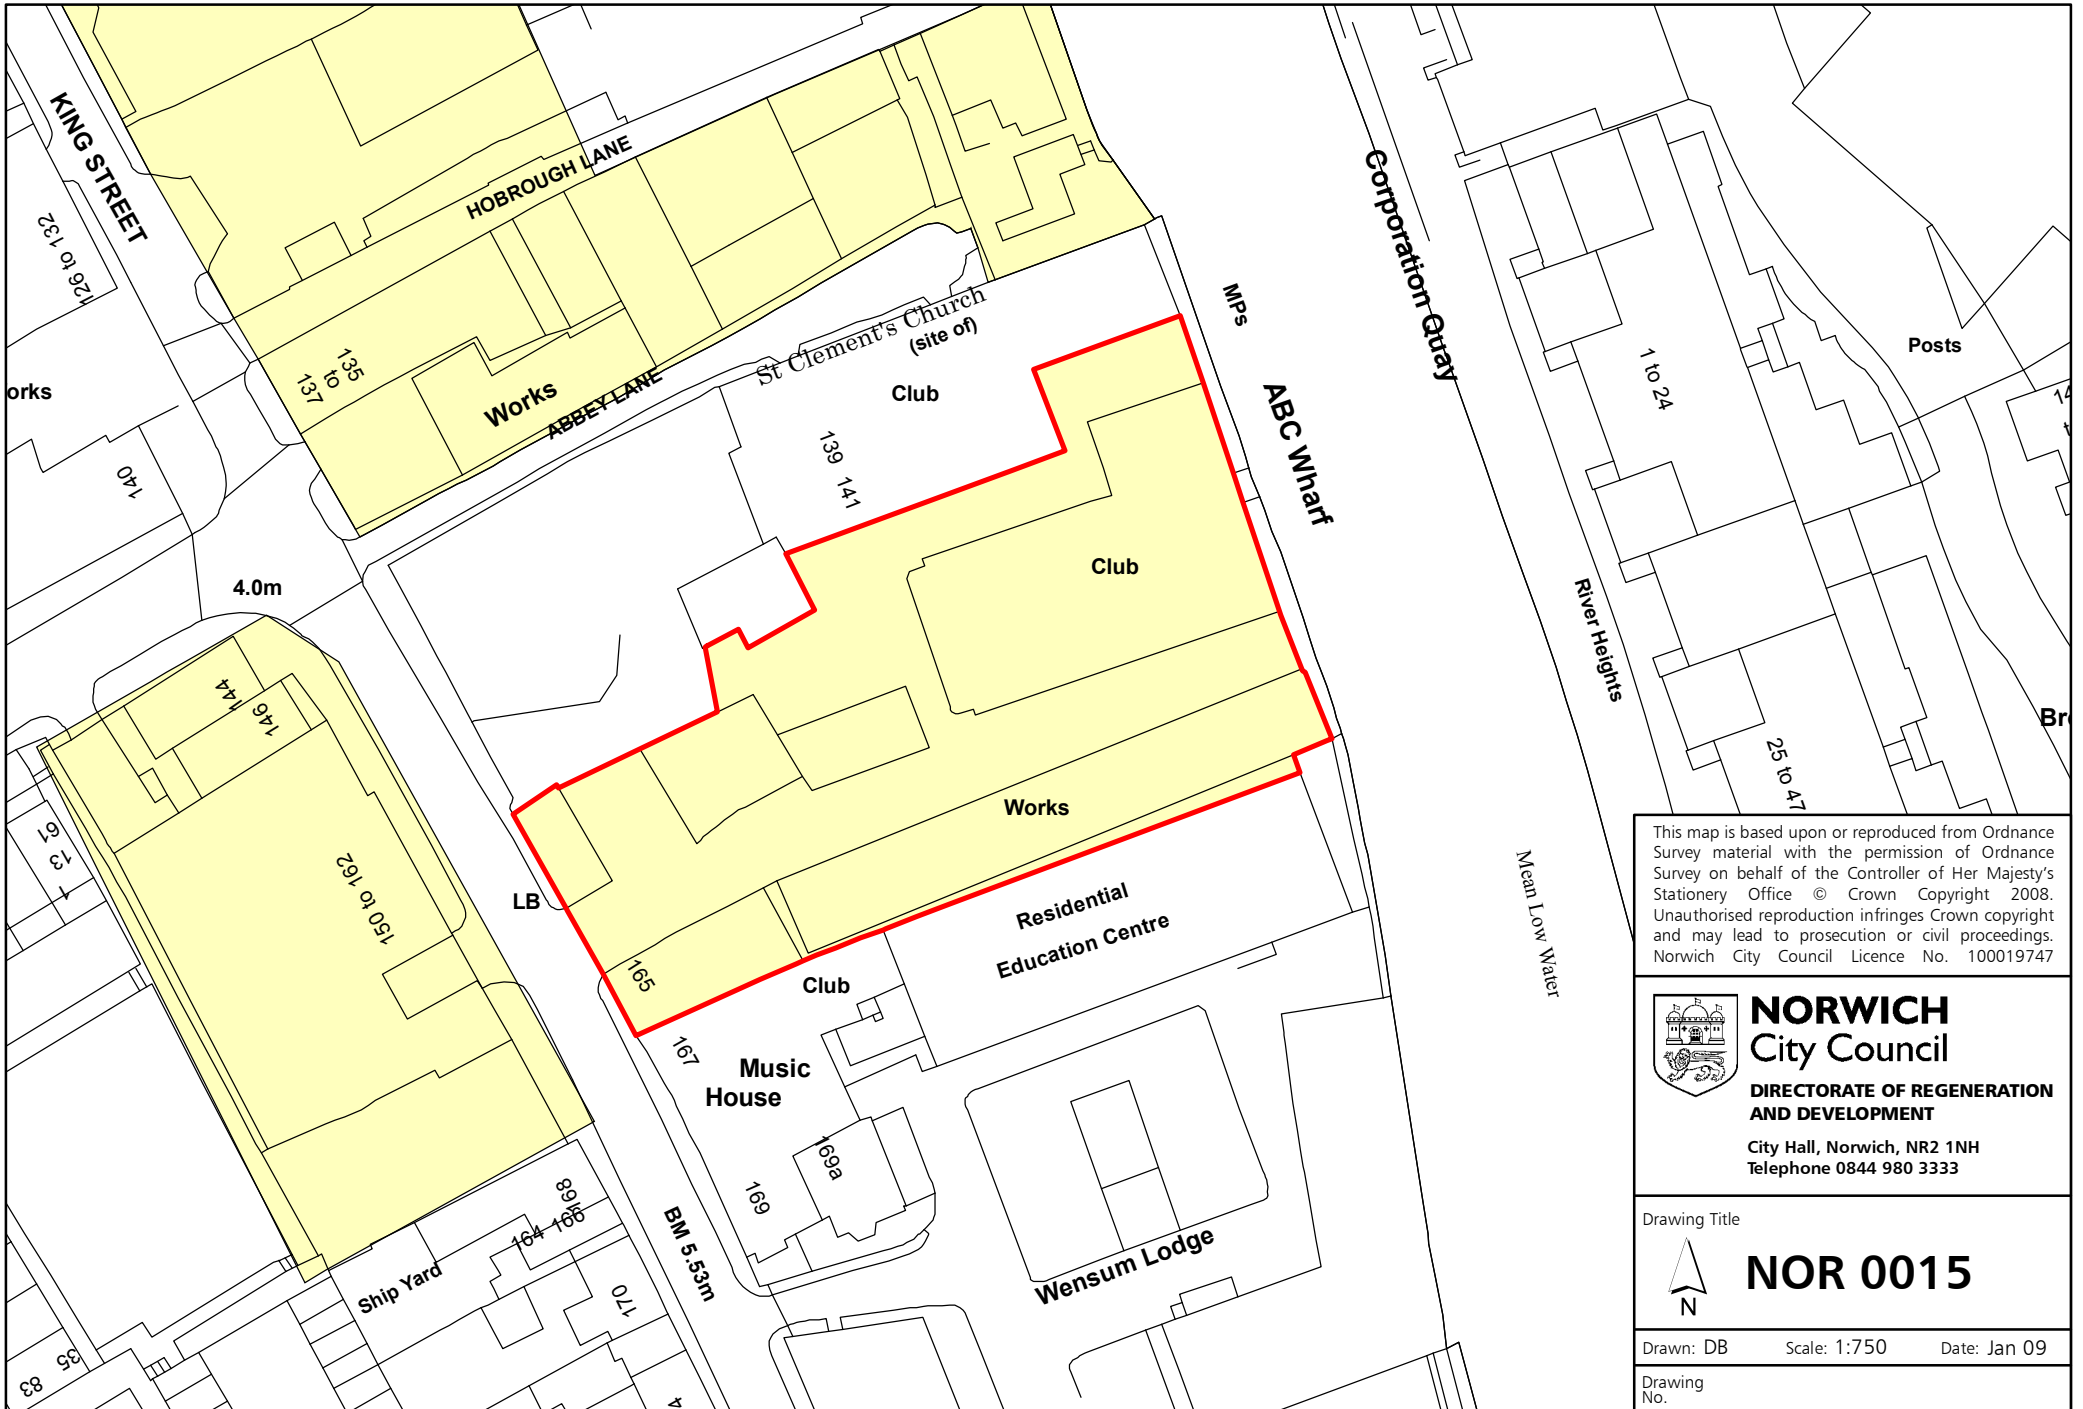 KING STREET
126 to 132
HOBROUGH LANE
135
to
137
Works
ABBEY LANE
St Clement's Church
(site of)
Club
139
141
MPs
Corporation Quay
ABC Wharf
1 to 24
Posts
orks
140
4.0m
Club
River Heights
144
146
150 to 162
61
13
1
LB
Works
25 to 47
Bre
14
Residential
Education Centre
Club
165
167
Music
House
169a
169
Mean Low Water
168
164 166
170
Ship Yard
BM 5.53m
Wensum Lodge
35
83
4
This map is based upon or reproduced from Ordnance
Survey material with the permission of Ordnance
Survey on behalf of the Controller of Her Majesty's
Stationery Office © Crown Copyright 2008.
Unauthorised reproduction infringes Crown copyright
and may lead to prosecution or civil proceedings.
Norwich City Council Licence No. 100019747
NORWICH
City Council
DIRECTORATE OF REGENERATION
AND DEVELOPMENT
City Hall, Norwich, NR2 1NH
Telephone 0844 980 3333
Drawing Title
NOR 0015
N
Drawn: DB Scale: 1:750 Date: Jan 09
Drawing
No.